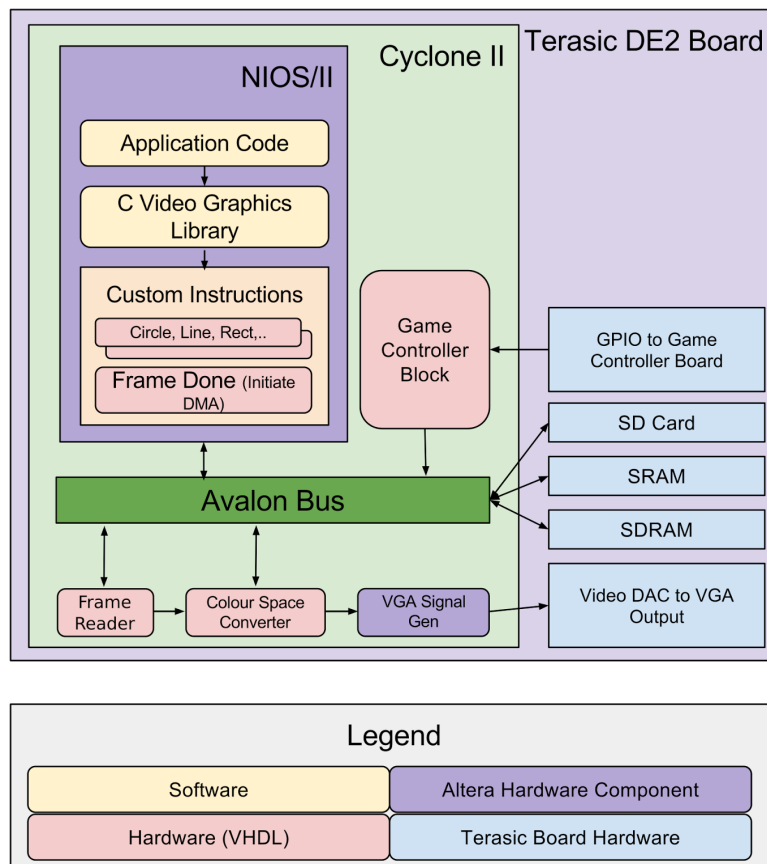 Terasic DE2 Board
Cyclone II
NIOS/II
Application Code
C Video Graphics
Library
Custom Instructions
Circle, Line, Rect,..
Frame Done (Initiate
DMA)
Game
Controller
Block
GPIO to Game
Controller Board
SD Card
SRAM
SDRAM
Avalon Bus
Frame
Reader
Colour Space
Converter
VGA Signal
Gen
Video DAC to VGA
Output
Legend
Software
Altera Hardware Component
Hardware (VHDL)
Terasic Board Hardware